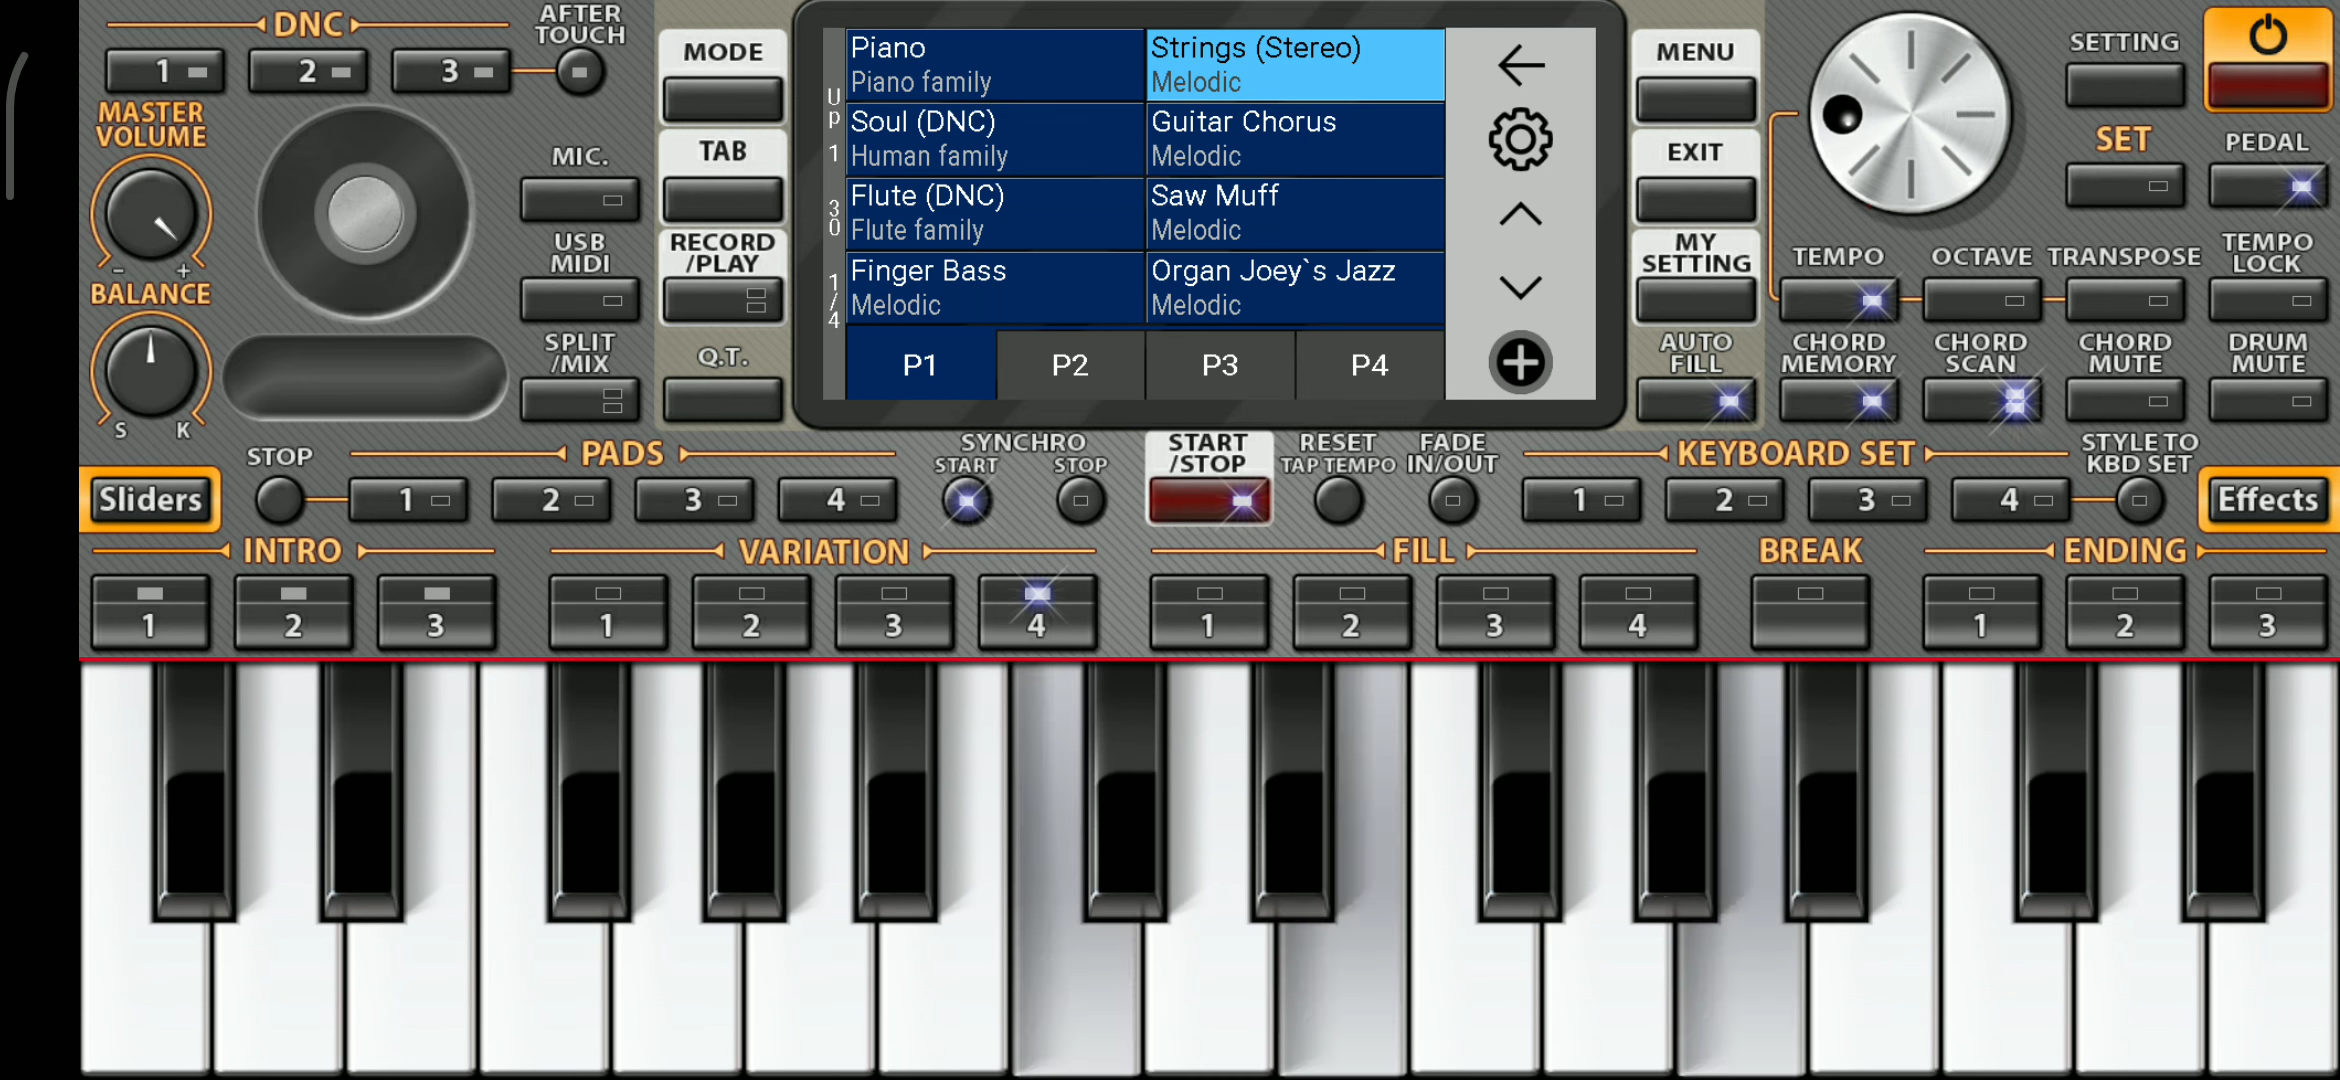 DNC
AFTER
TOUCH
1
2
3
MASTER
VOLUME
- +
BALANCE
S K
MIC.
USB
MIDI
SPLIT
/MIX
MODE
TAB
RECORD
/PLAY
Q.T.
Up 1
30
1/4
Piano
Piano family
Strings (Stereo)
Melodic
Soul (DNC)
Human family
Guitar Chorus
Melodic
Flute (DNC)
Flute family
Saw Muff
Melodic
Finger Bass
Melodic
Organ Joey`s Jazz
Melodic
P1
P2
P3
P4
MENU
EXIT
MY
SETTING
AUTO
FILL
SETTING
SET
PEDAL
TEMPO
OCTAVE
TRANSPOSE
TEMPO
LOCK
CHORD
MEMORY
CHORD
SCAN
CHORD
MUTE
DRUM
MUTE
Sliders
STOP
PADS
1
2
3
4
SYNCHRO
START
STOP
START
/STOP
RESET
TAP TEMPO
FADE
IN/OUT
KEYBOARD SET
1
2
3
4
STYLE TO
KBD SET
Effects
INTRO
1
2
3
VARIATION
1
2
3
4
FILL
1
2
3
4
BREAK
ENDING
1
2
3